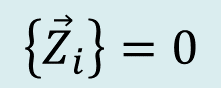 {Z⃗ᵢ} = 0